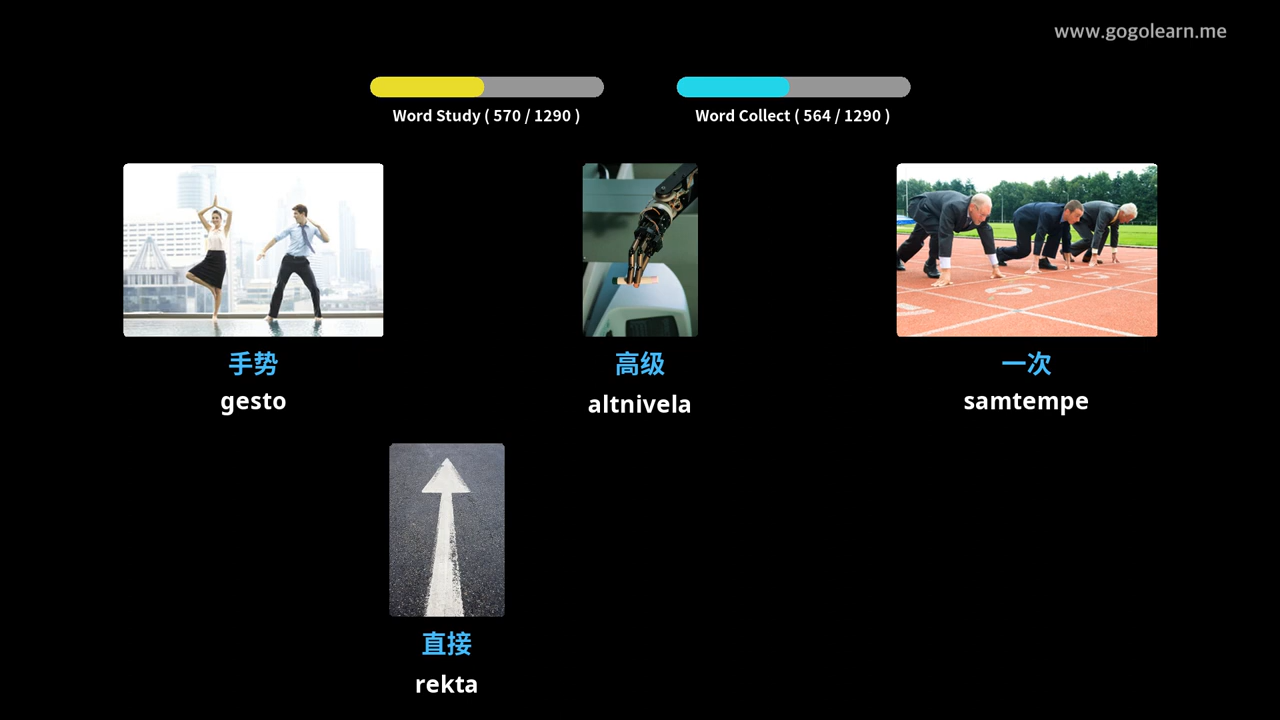 www.gogolearn.me
Word Study ( 570 / 1290 )
Word Collect ( 564 / 1290 )
手势
gesto
高级
altnivela
一次
samtempe
直接
rekta